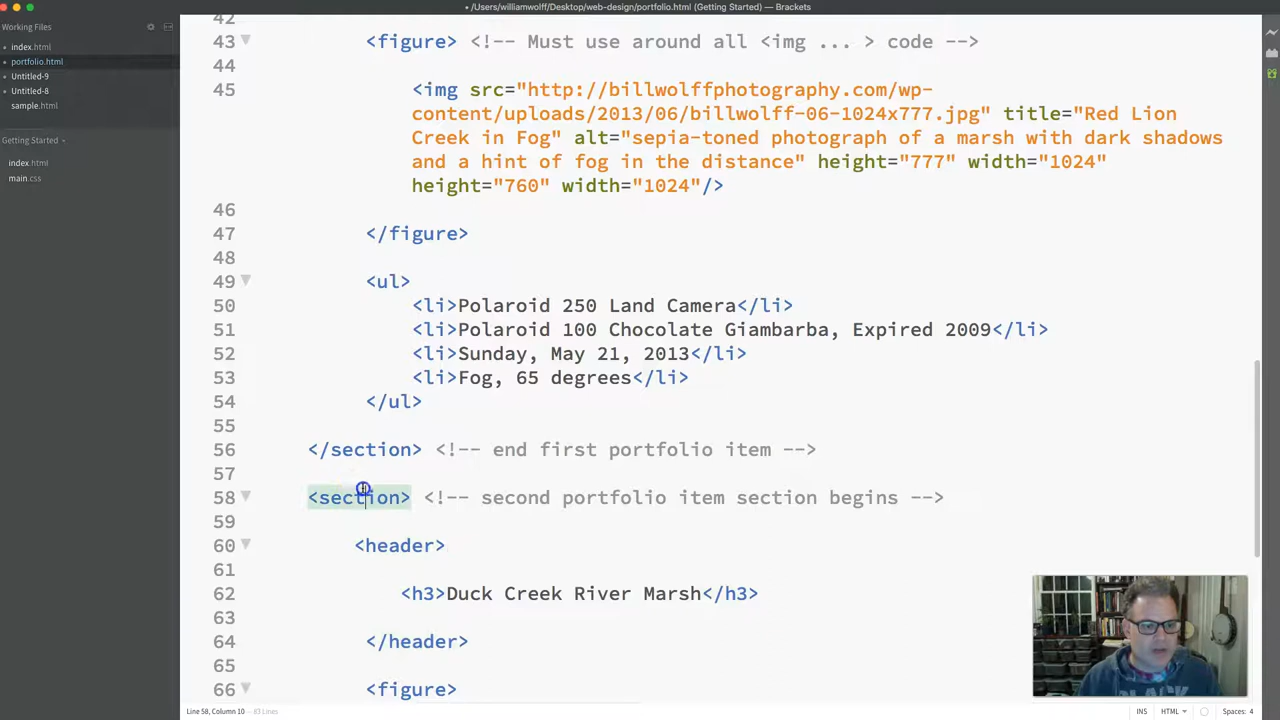 • /Users/williamwolff/Desktop/web-design/portfolio.html (Getting Started) — Brackets
Working Files
index.html
portfolio.html
Untitled-9
Untitled-8
sample.html
Getting Started
index.html
main.css
42
43 <figure> <!-- Must use around all <img ... > code -->
44
45 <img src="http://billwolffphotography.com/wp-
content/uploads/2013/06/billwolff-06-1024x777.jpg" title="Red Lion
Creek in Fog" alt="sepia-toned photograph of a marsh with dark shadows
and a hint of fog in the distance" height="777" width="1024"
height="760" width="1024"/>
46
47 </figure>
48
49 <ul>
50 <li>Polaroid 250 Land Camera</li>
51 <li>Polaroid 100 Chocolate Giambarba, Expired 2009</li>
52 <li>Sunday, May 21, 2013</li>
53 <li>Fog, 65 degrees</li>
54 </ul>
55
56 </section> <!-- end first portfolio item -->
57
58 <section> <!-- second portfolio item section begins -->
59
60 <header>
61
62 <h3>Duck Creek River Marsh</h3>
63
64 </header>
65
66 <figure>
BLACK
Line 58, Column 10 — 83 Lines
INS HTML Spaces: 4